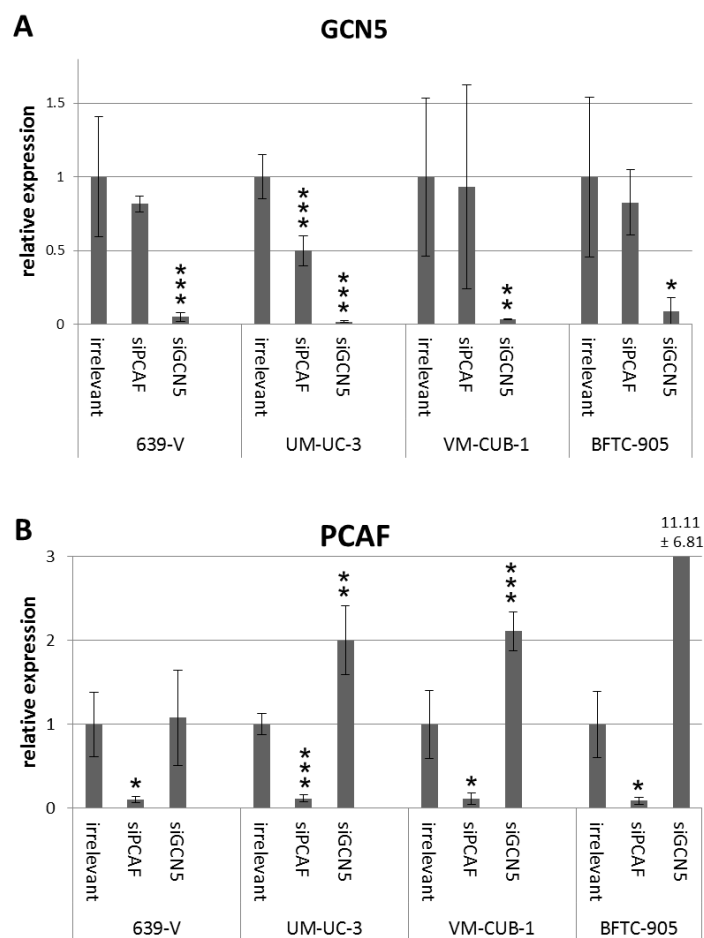 A
GCN5
relative expression
1.5
1
0.5
0
***
***
***
**
*
irrelevant
siPCAF
siGCN5
irrelevant
siPCAF
siGCN5
irrelevant
siPCAF
siGCN5
irrelevant
siPCAF
siGCN5
639-V
UM-UC-3
VM-CUB-1
BFTC-905
B
PCAF
11.11
± 6.81
relative expression
3
2
1
0
*
***
**
*
***
*
irrelevant
siPCAF
siGCN5
irrelevant
siPCAF
siGCN5
irrelevant
siPCAF
siGCN5
irrelevant
siPCAF
siGCN5
639-V
UM-UC-3
VM-CUB-1
BFTC-905